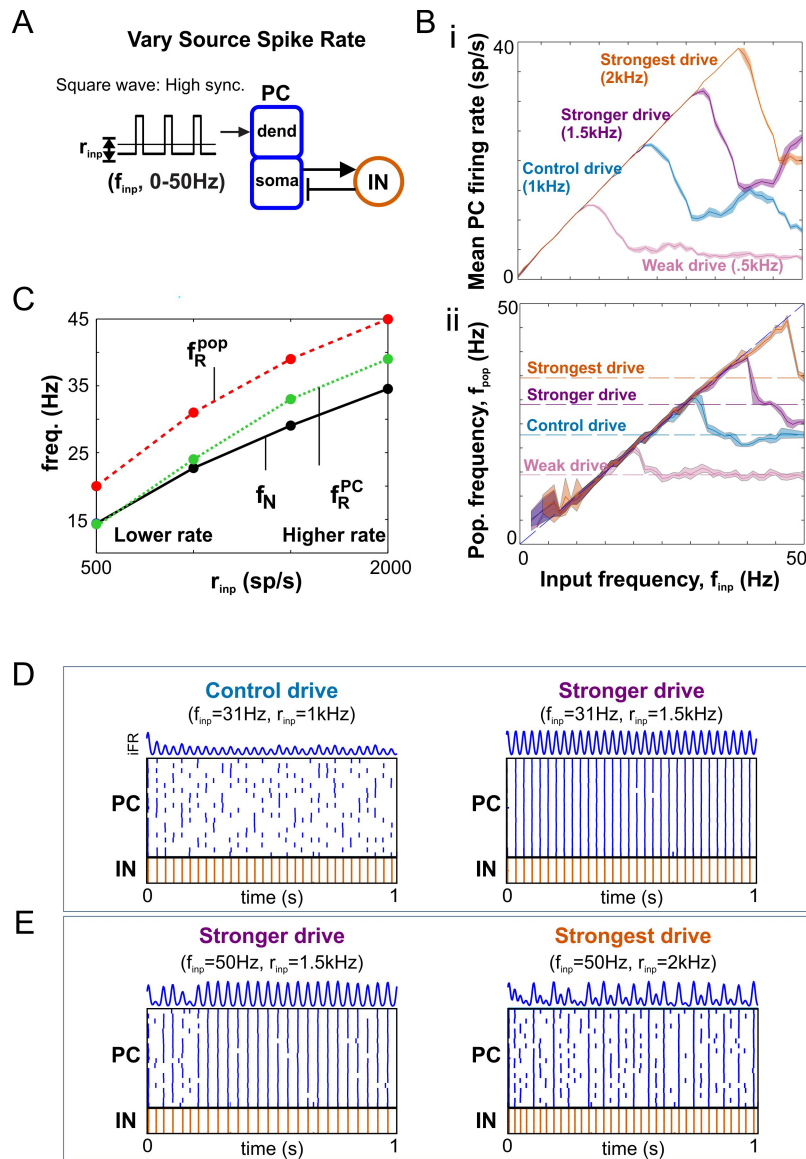 A
Vary Source Spike Rate
Square wave: High sync.
PC
dend
r_inp
soma
IN
(f_inp, 0-50Hz)
B
i
Mean PC firing rate (sp/s)
40
0
Strongest drive
(2kHz)
Stronger drive
(1.5kHz)
Control drive
(1kHz)
Weak drive (.5kHz)
ii
Pop. frequency, f_pop (Hz)
50
0
Strongest drive
Stronger drive
Control drive
Weak drive
0
50
Input frequency, f_inp (Hz)
C
freq. (Hz)
45
35
25
15
f_R^pop
f_N
f_R^PC
Lower rate
Higher rate
500
2000
r_inp (sp/s)
D
Control drive
(f_inp=31Hz, r_inp=1kHz)
iFR
PC
IN
0
time (s)
1
Stronger drive
(f_inp=31Hz, r_inp=1.5kHz)
PC
IN
0
time (s)
1
E
Stronger drive
(f_inp=50Hz, r_inp=1.5kHz)
PC
IN
0
time (s)
1
Strongest drive
(f_inp=50Hz, r_inp=2kHz)
PC
IN
0
time (s)
1